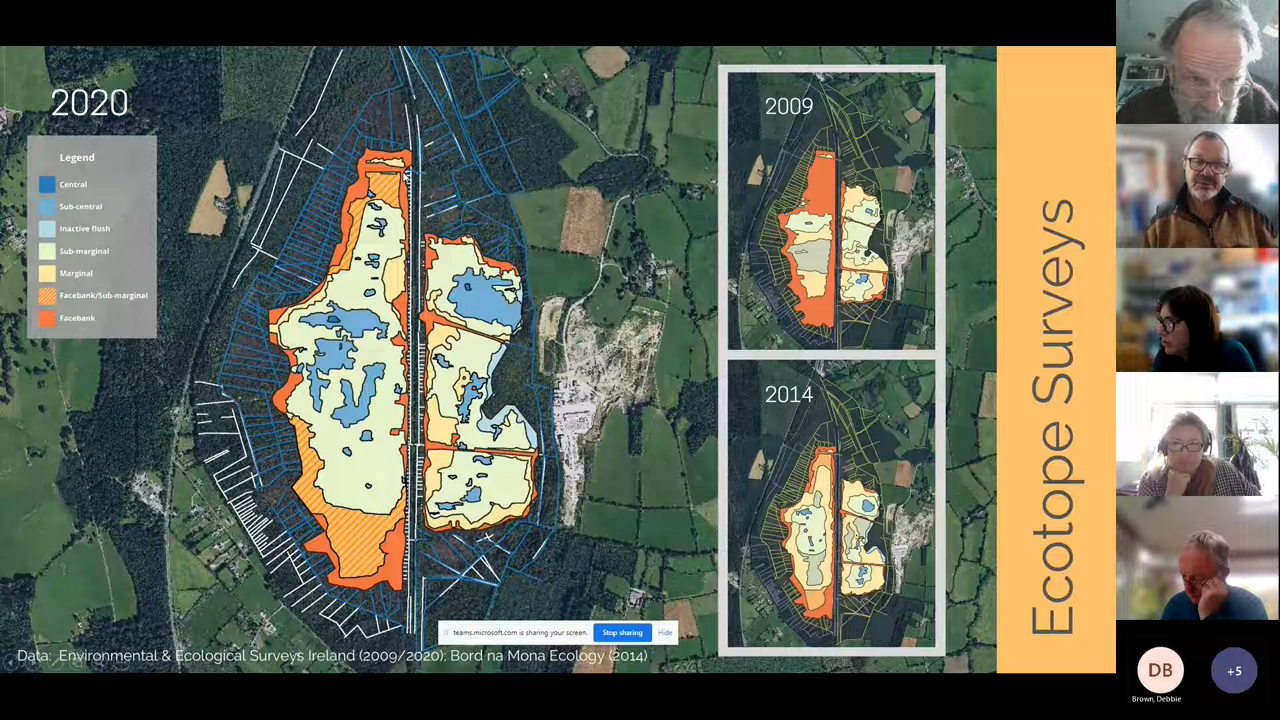 2020
Legend
Central
Sub-central
Inactive flush
Sub-marginal
Marginal
Facebank/Sub-marginal
Facebank
2009
2014
Ecotope Surveys
teams.microsoft.com is sharing your screen.
Stop sharing
Hide
Data: Environmental & Ecological Surveys Ireland (2009/2020); Bord na Mona Ecology (2014)
DB
+5
Brown, Debbie